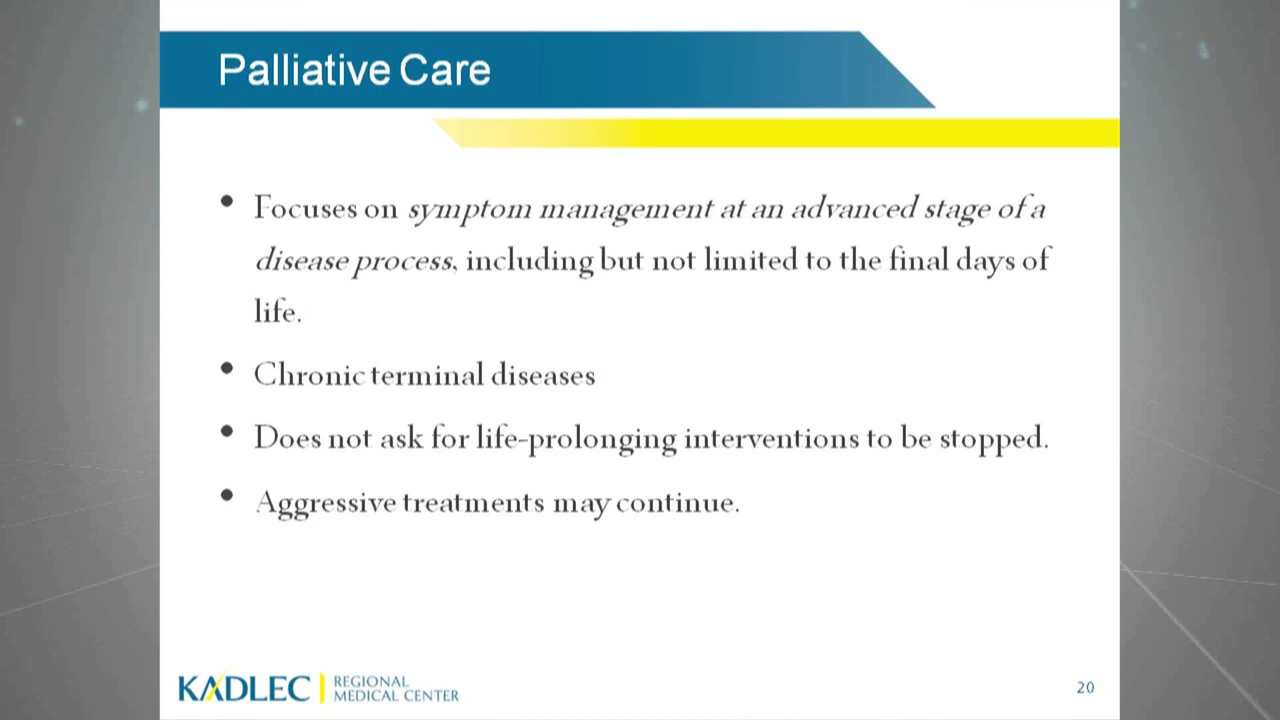 Palliative Care
• Focuses on symptom management at an advanced stage of a
disease process, including but not limited to the final days of
life.
• Chronic terminal diseases
• Does not ask for life-prolonging interventions to be stopped.
• Aggressive treatments may continue.
KADLEC | REGIONAL
MEDICAL CENTER
20